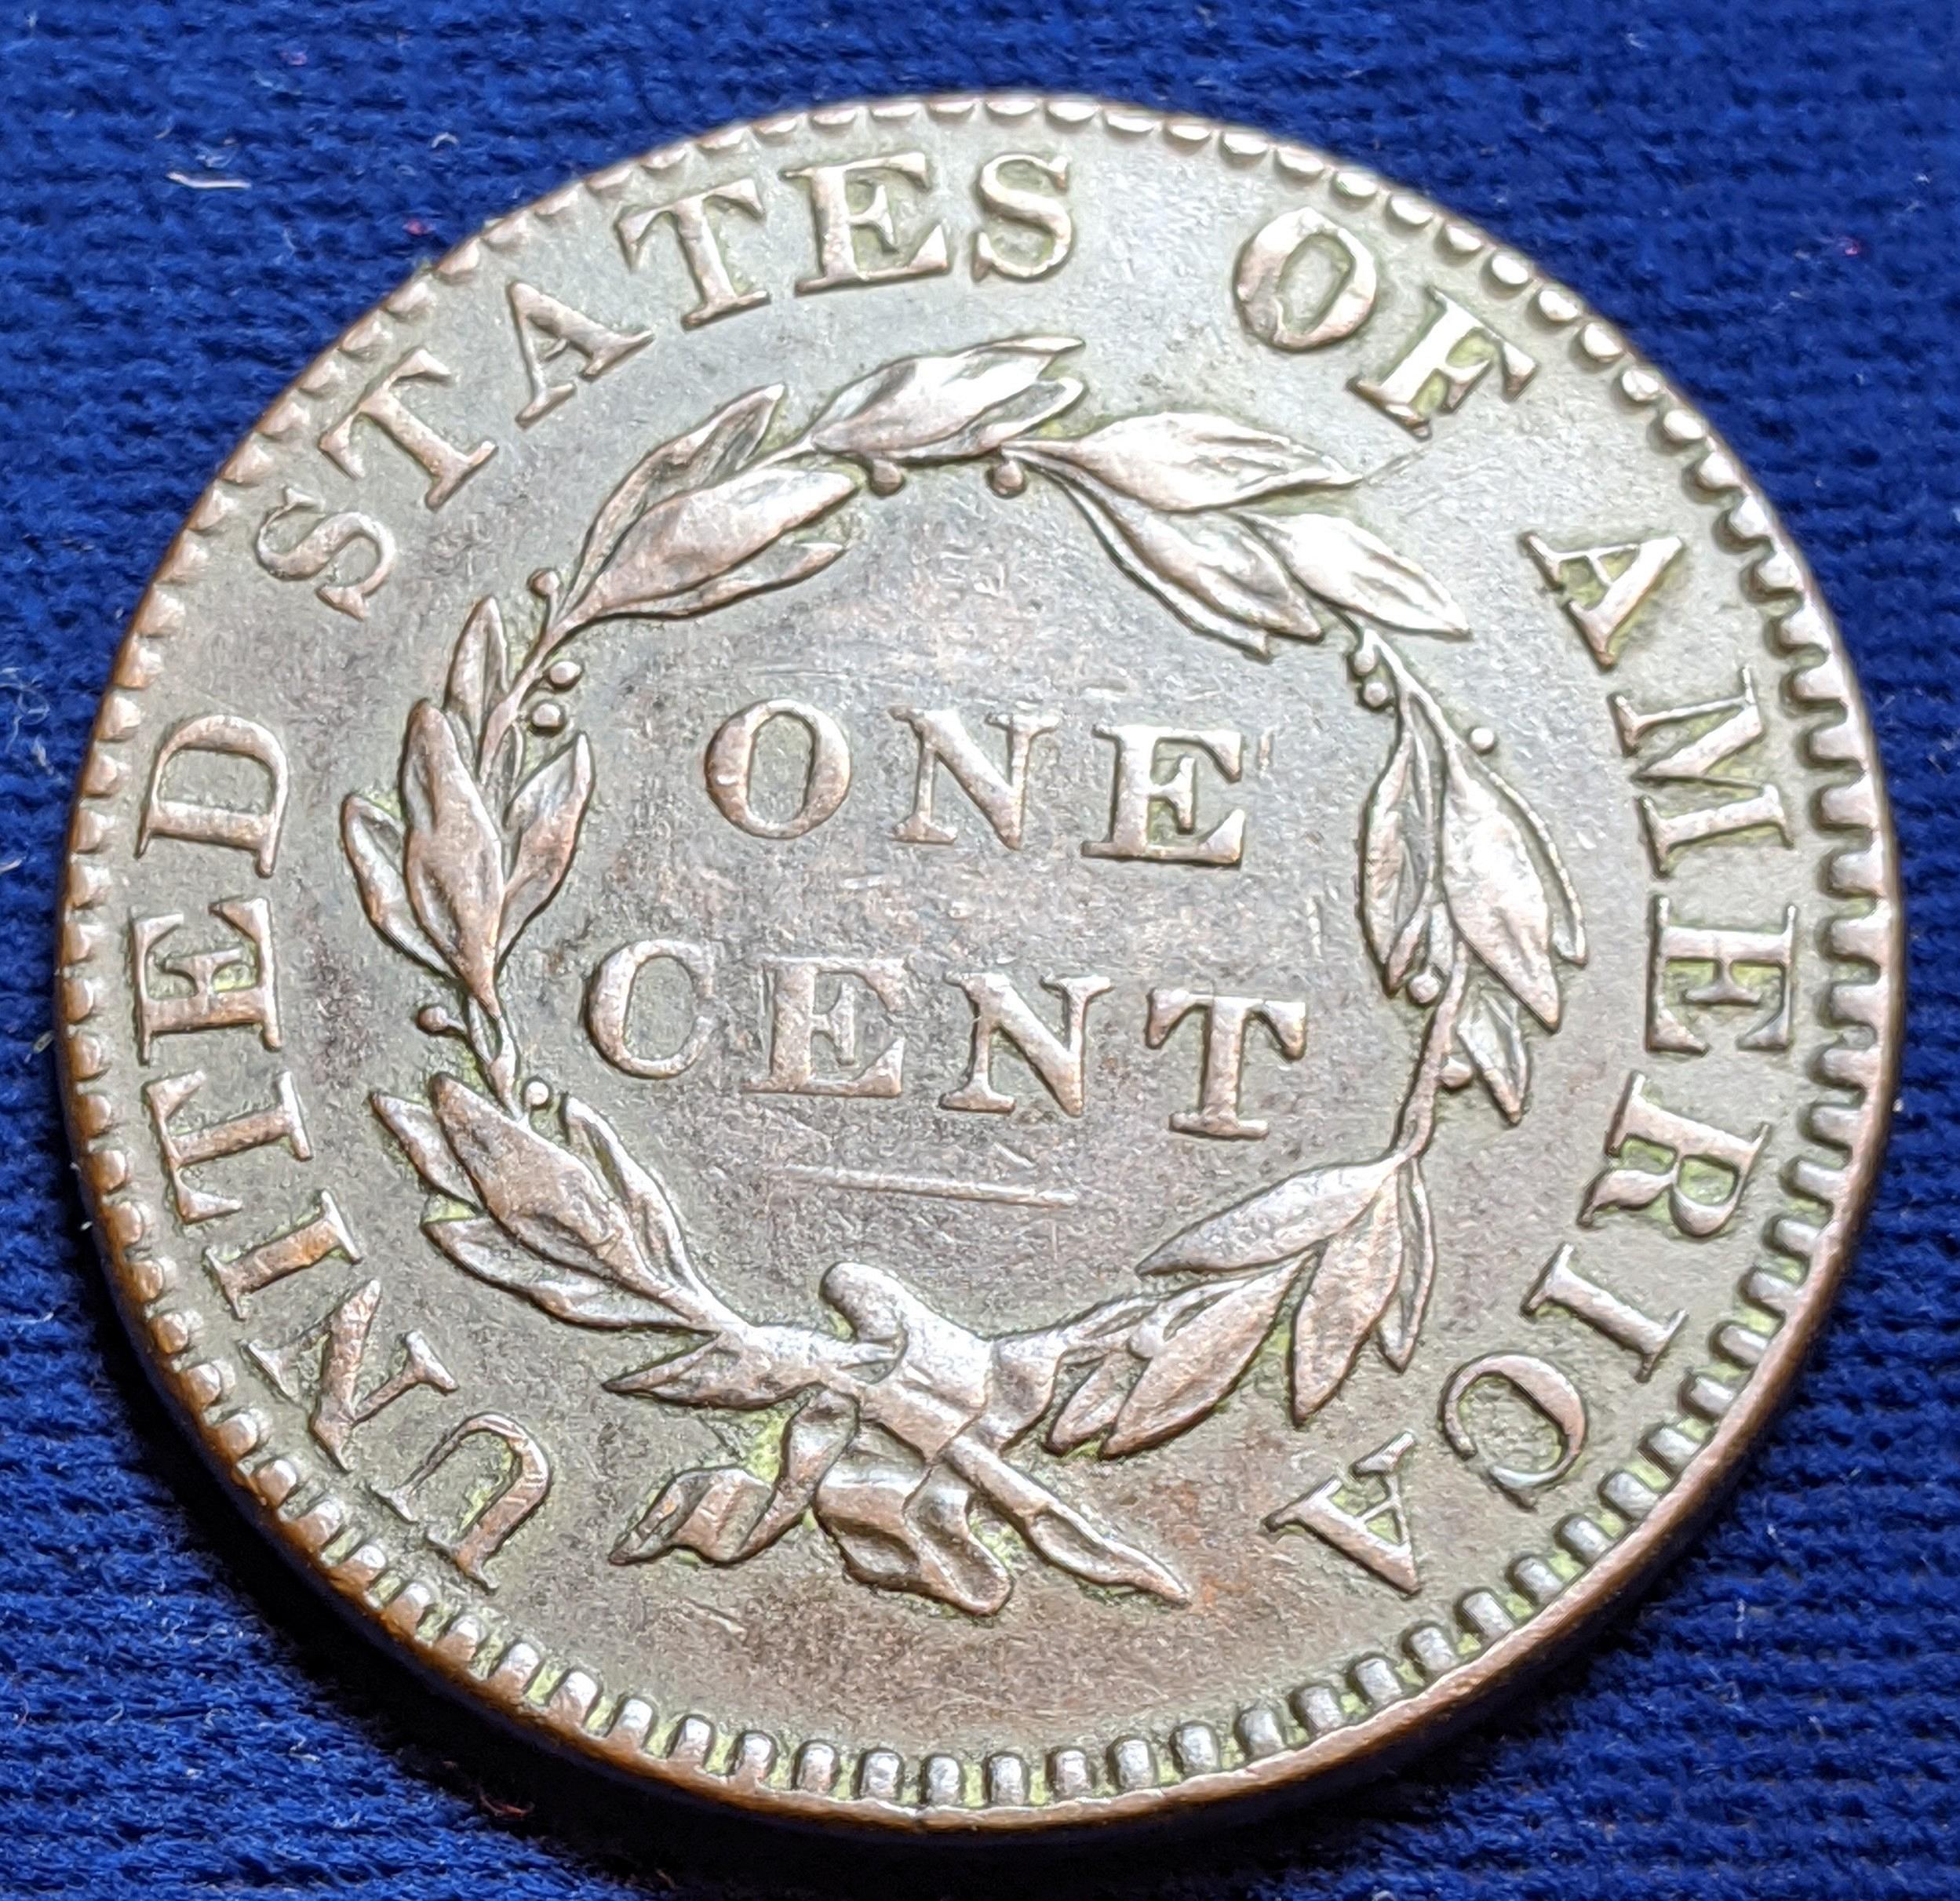 UNITED STATES OF AMERICA
ONE
CENT